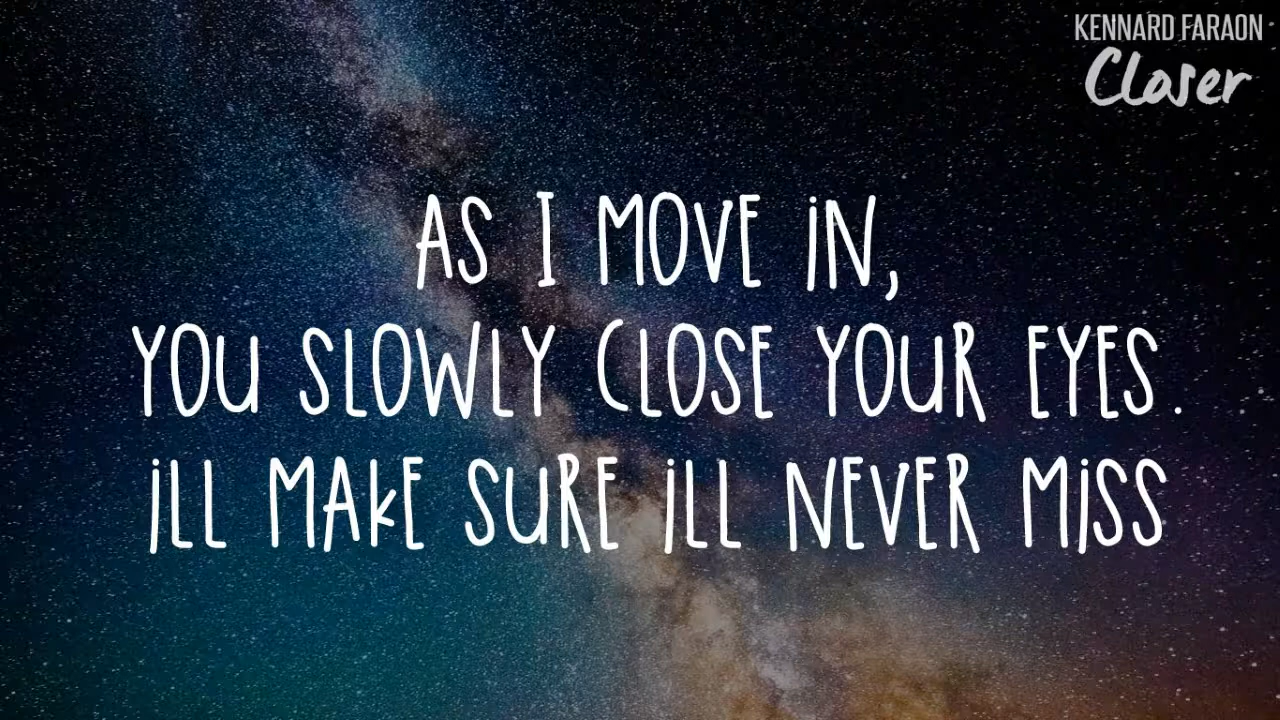 KENNARD FARAON
Closer
AS I MOVE iN,
YOU SLOWLY CLOSE YOUR EYES.
iLL MAKE SURE iLL NEVER MiSS